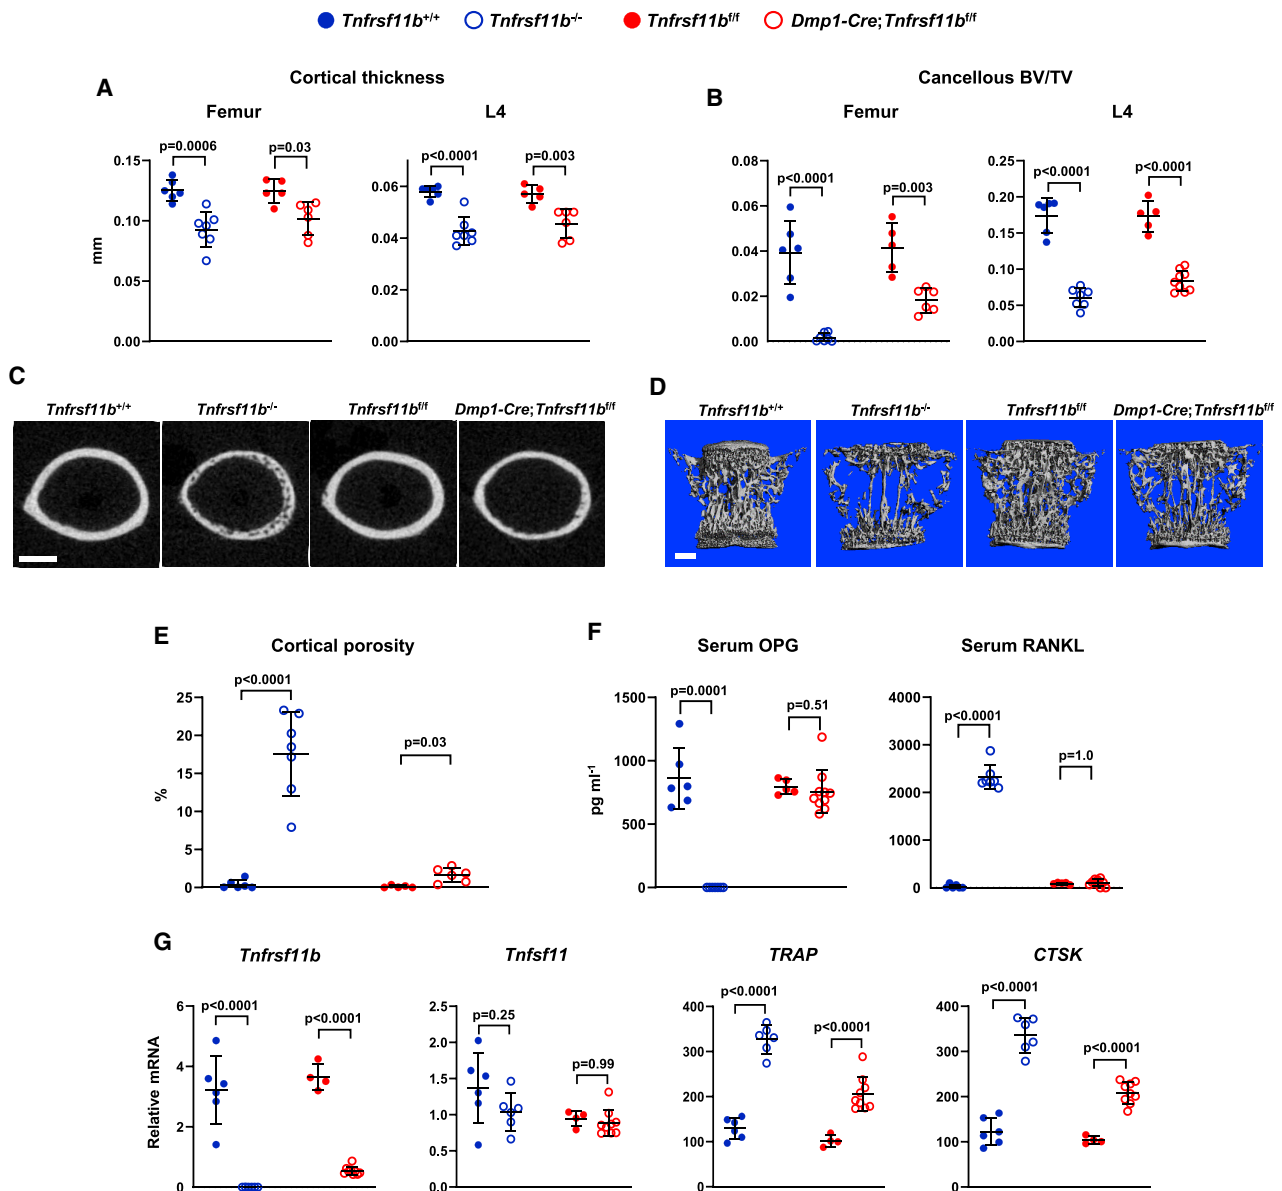 Tnfrsf11b+/+ Tnfrsf11b-/- Tnfrsf11bf/f Dmp1-Cre;Tnfrsf11bf/f
A
Cortical thickness
Femur L4
p=0.0006 p=0.03 p<0.0001 p=0.003
mm
0.15
0.10
0.05
0.00
0.06
0.04
0.02
0.00
B
Cancellous BV/TV
Femur L4
p<0.0001 p=0.003 p<0.0001 p<0.0001
0.08
0.06
0.04
0.02
0.00
0.25
0.20
0.15
0.10
0.05
0.00
C
Tnfrsf11b+/+ Tnfrsf11b-/- Tnfrsf11bf/f Dmp1-Cre;Tnfrsf11bf/f
D
Tnfrsf11b+/+ Tnfrsf11b-/- Tnfrsf11bf/f Dmp1-Cre;Tnfrsf11bf/f
E
Cortical porosity
p<0.0001 p=0.03
%
25
20
15
10
5
0
F
Serum OPG Serum RANKL
p=0.0001 p=0.51 p<0.0001 p=1.0
pg ml-1
1500
1000
500
0
4000
3000
2000
1000
0
G
Tnfrsf11b Tnfsf11 TRAP CTSK
p<0.0001 p<0.0001 p=0.25 p=0.99 p<0.0001 p<0.0001 p<0.0001 p<0.0001
Relative mRNA
6
4
2
0
2.5
2.0
1.5
1.0
0.5
0
400
300
200
100
0
400
300
200
100
0